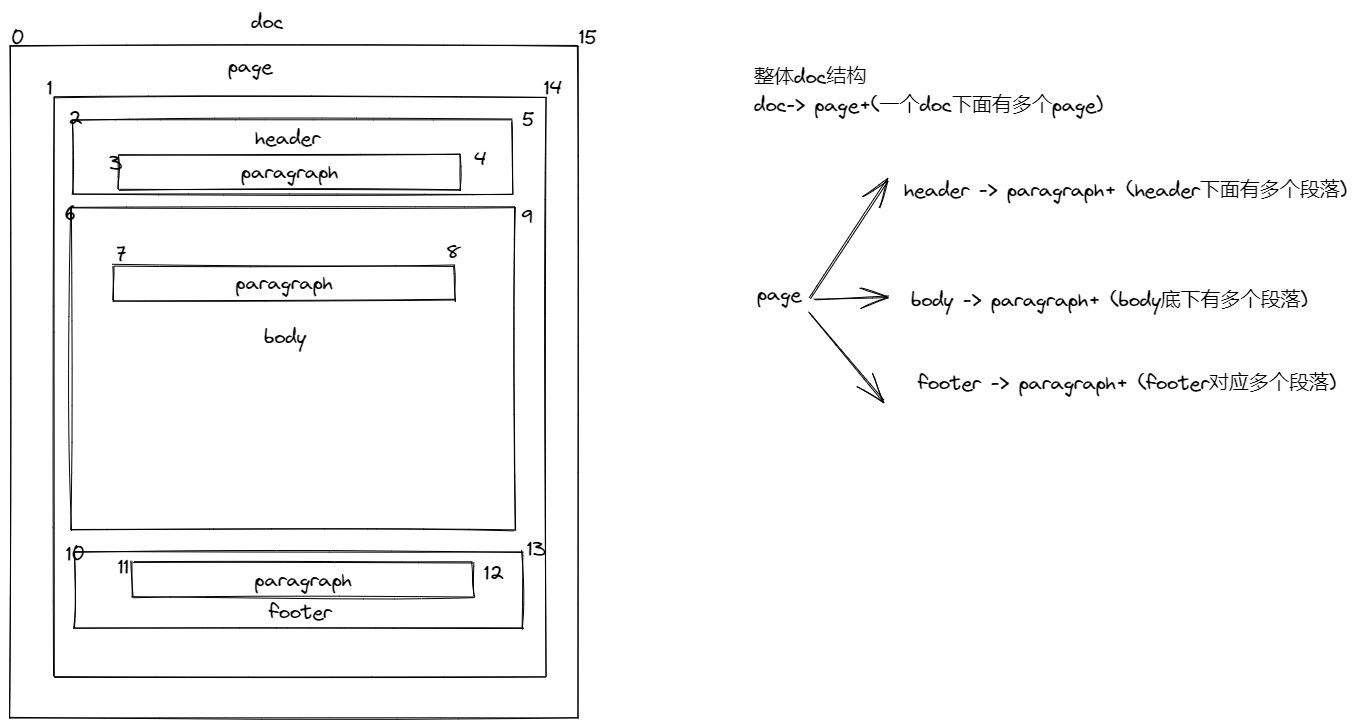 doc
0 15
page
1 14
2 5
header
3 4
paragraph
6 9
7 8
paragraph
body
10 13
11 12
paragraph
footer
整体doc结构
doc-> page+(一个doc下面有多个page)
header -> paragraph+ (header下面有多个段落)
page
body -> paragraph+ (body底下有多个段落)
footer -> paragraph+ (footer对应多个段落)